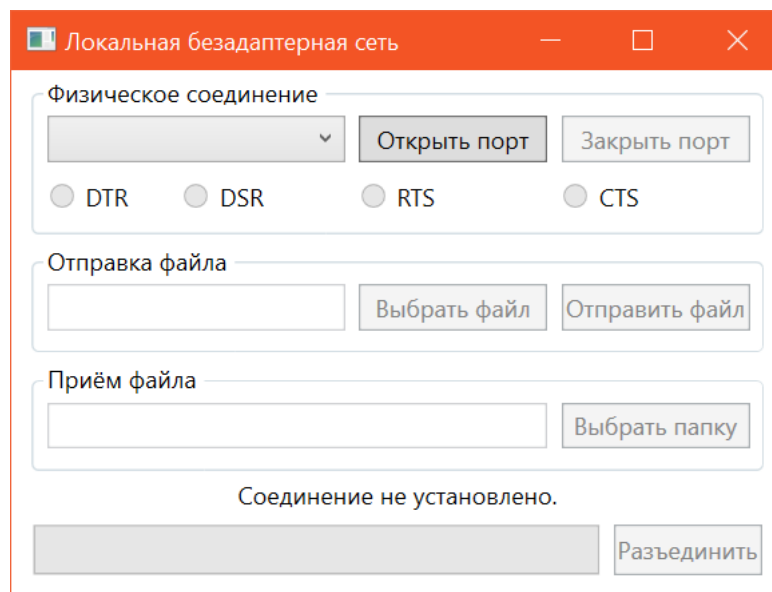 Локальная безадаптерная сеть
Физическое соединение
Открыть порт Закрыть порт
DTR DSR RTS CTS
Отправка файла
Выбрать файл Отправить файл
Приём файла
Выбрать папку
Соединение не установлено.
Разъединить